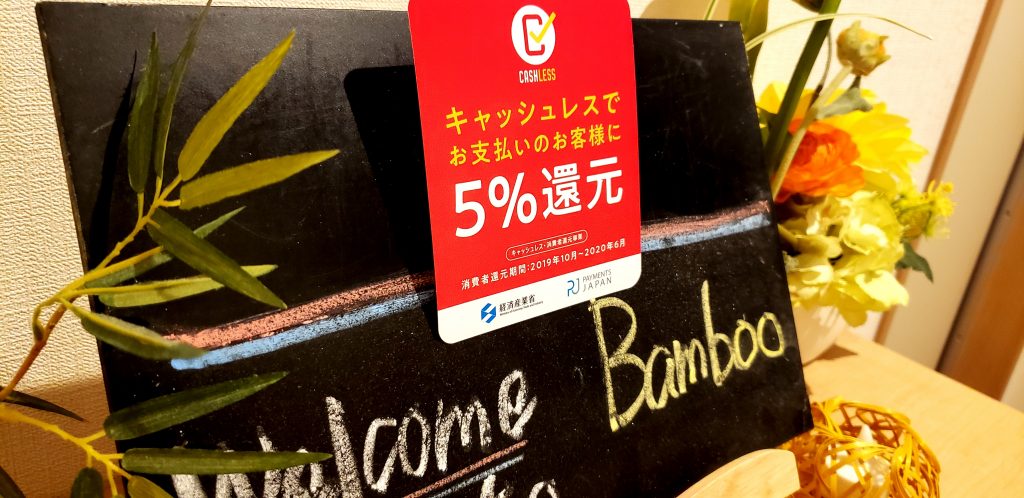 CASHLESS
キャッシュレスで
お支払いのお客様に
5%還元
キャッシュレス・消費者還元事業
消費者還元期間:2019年10月~2020年6月
経済産業省
PAYMENTS
JAPAN
Bamboo
Welcome